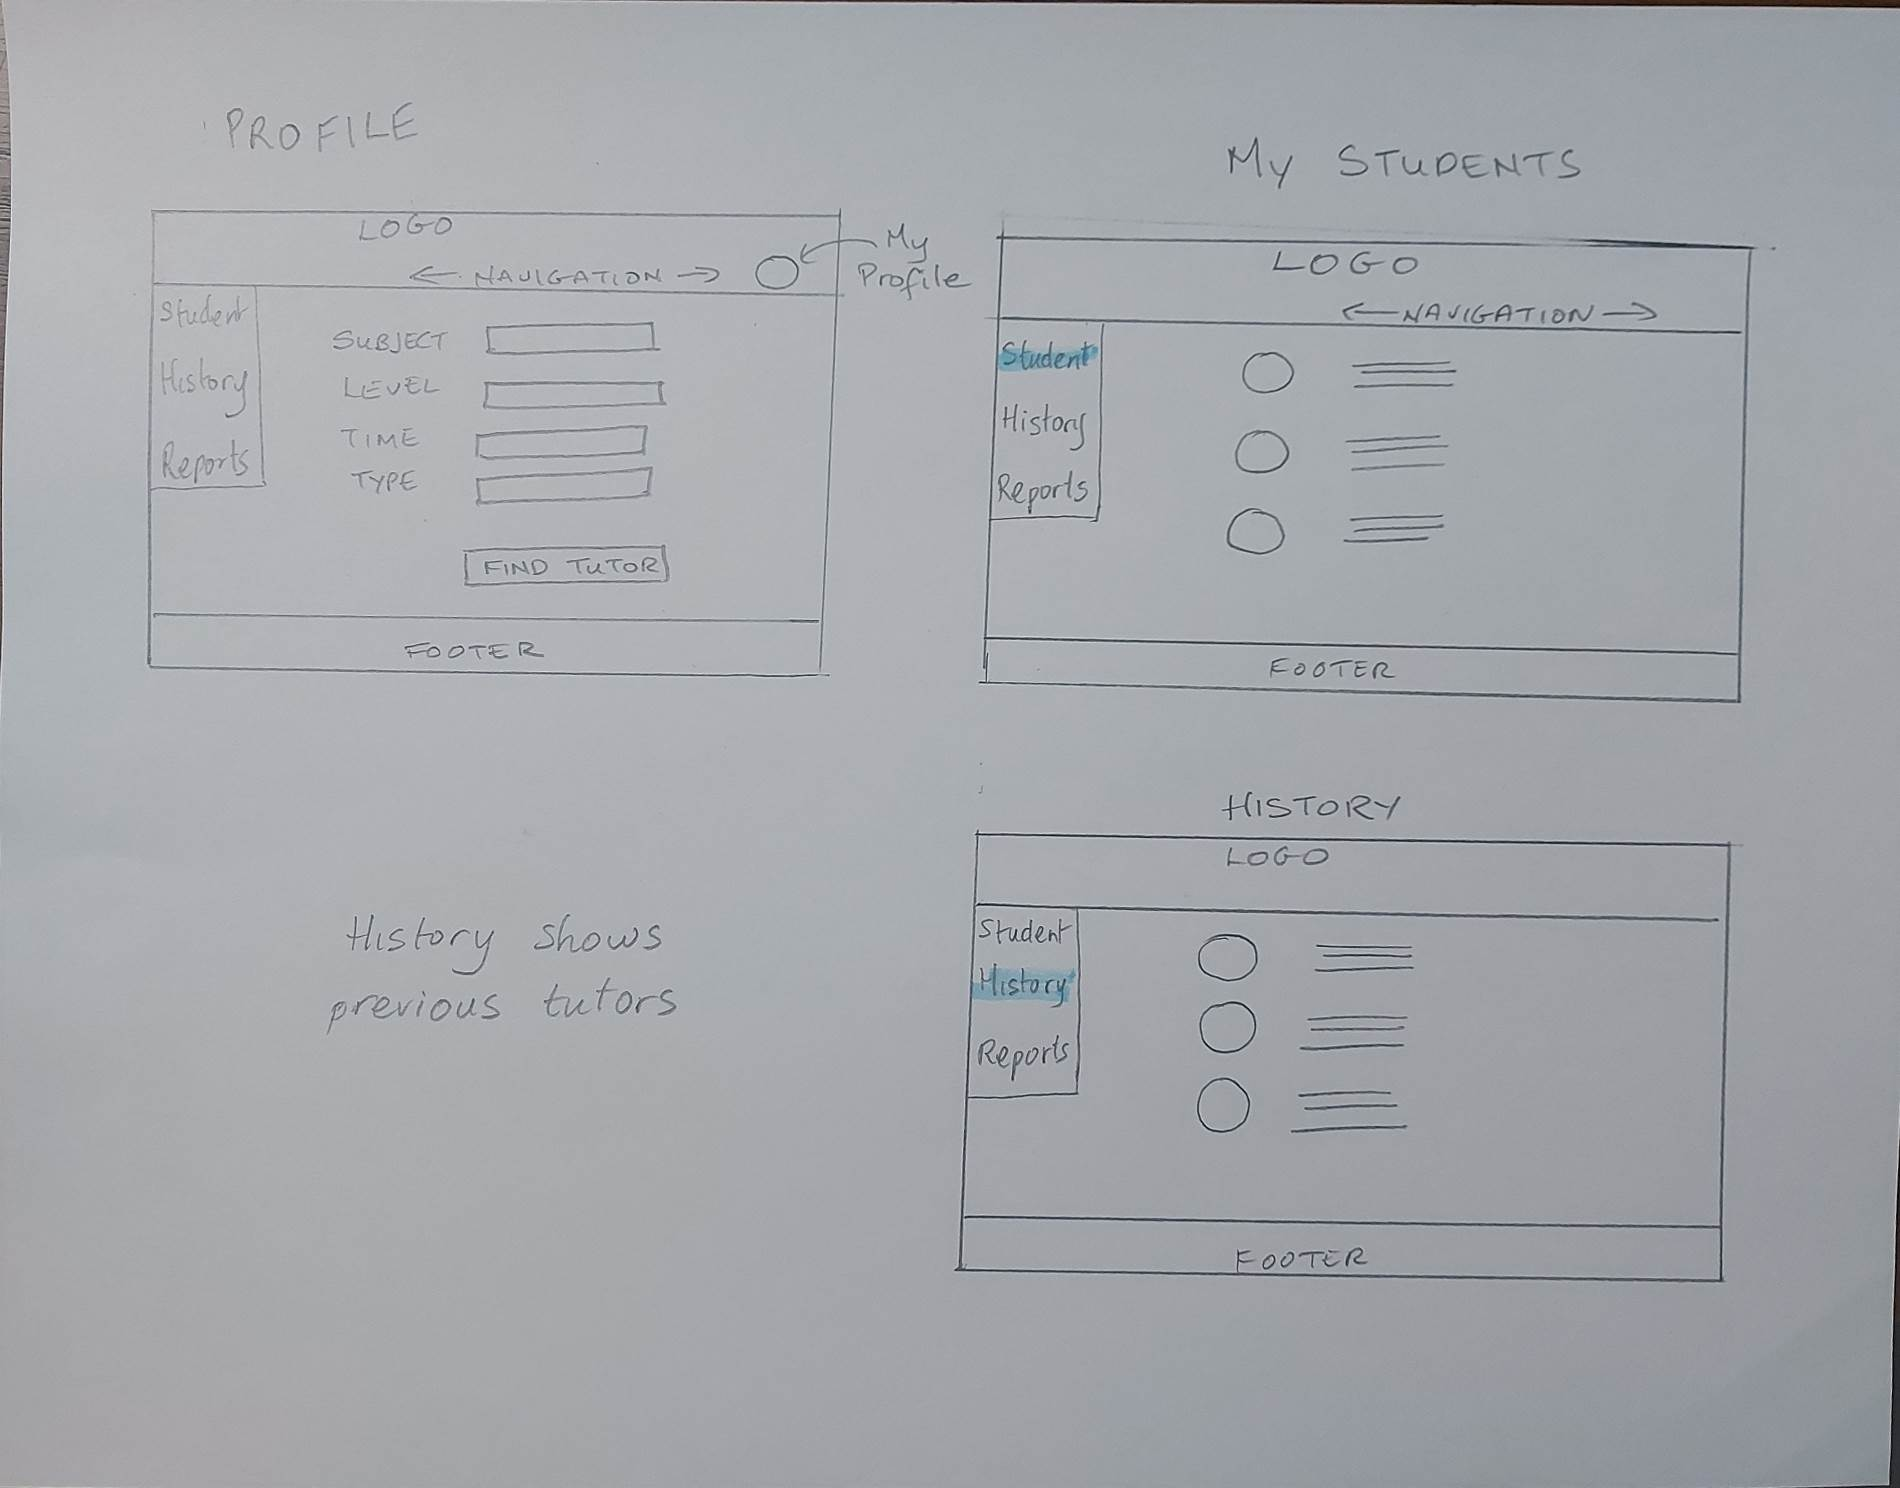 PROFILE
LOGO
NAVIGATION
My
Profile
Student
History
Reports
SUBJECT
LEVEL
TIME
TYPE
FIND TUTOR
FOOTER
My STUDENTS
LOGO
NAVIGATION
Student
History
Reports
FOOTER
History shows
previous tutors
HISTORY
LOGO
Student
History
Reports
FOOTER